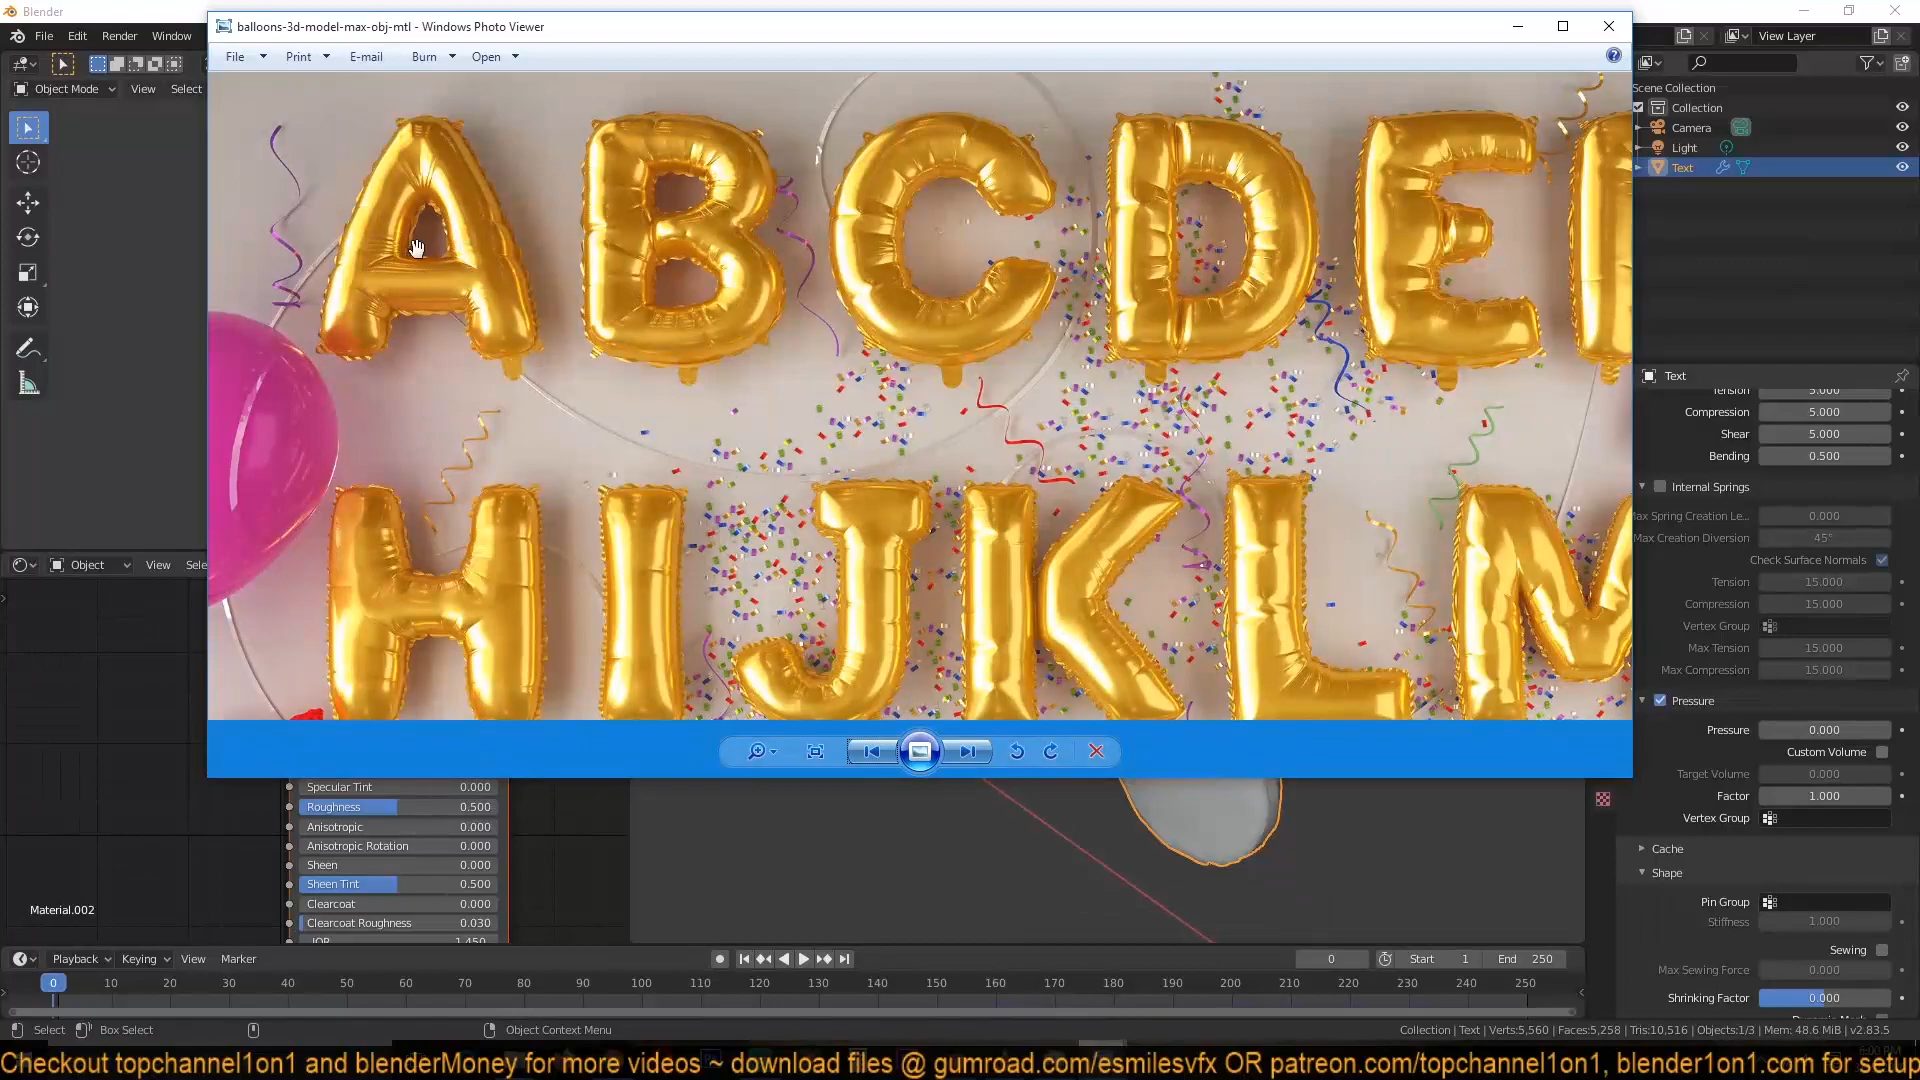 Blender
balloons-3d-model-max-obj-mtl - Windows Photo Viewer
File Edit Render Window
File Print E-mail Burn Open
View Layer
Object Mode View Select
Scene Collection
Collection
Camera
Light
Text
A B C D E
H I J K L M
Text
Tension 5.000
Compression 5.000
Shear 5.000
Bending 0.500
Internal Springs
Max Spring Creation Le... 0.000
Max Creation Diversion 45°
Check Surface Normals
Tension 15.000
Compression 15.000
Vertex Group
Max Tension 15.000
Max Compression 15.000
Object View Sele
Pressure
Pressure 0.000
Custom Volume
Target Volume 0.000
Factor 1.000
Vertex Group
Cache
Shape
Pin Group
Stiffness 1.000
Sewing
Max Sewing Force 0.000
Shrinking Factor 0.000
Specular Tint 0.000
Roughness 0.500
Anisotropic 0.000
Anisotropic Rotation 0.000
Sheen 0.000
Sheen Tint 0.500
Clearcoat 0.000
Clearcoat Roughness 0.030
IOR 1.450
Material.002
Playback Keying View Marker
0 Start 1 End 250
0 10 20 30 40 50 60 70 80 90 100 110 120 130 140 150 160 170 180 190 200 210 220 230 240 250
Select Box Select Object Context Menu
Collection | Text | Verts:5,560 | Faces:5,258 | Tris:10,516 | Objects:1/3 | Mem: 48.6 MiB | v2.83.5
Checkout topchannel1on1 and blenderMoney for more videos ~ download files @ gumroad.com/esmilesvfx OR patreon.com/topchannel1on1, blender1on1.com for setup